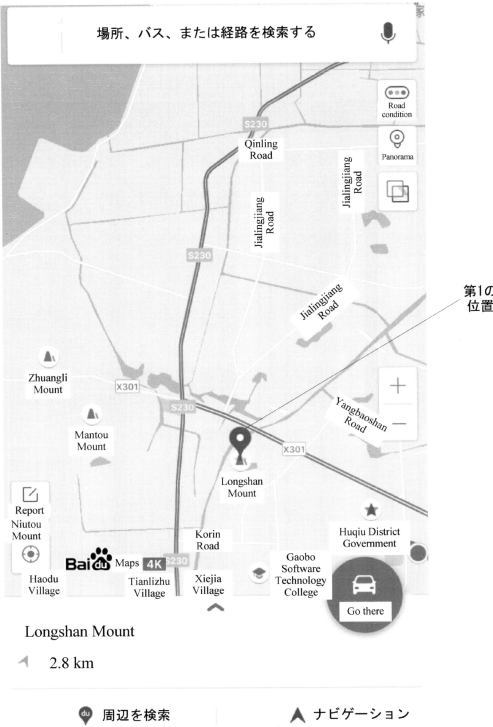 場所、バス、または経路を検索する
S230
Road
condition
Qinling
Road
Panorama
Jialingjiang
Road
Jialingjiang
Road
S230
Jialingjiang
Road
第1の
位置
Zhuangli
Mount
X301
S230
Mantou
Mount
Yangbaoshan
Road
X301
Longshan
Mount
Report
Niutou
Mount
Korin
Road
Huqiu District
Government
Baidu Maps 4K
S230
Haodu
Village
Tianlizhu
Village
Xiejia
Village
Gaobo
Software
Technology
College
Go there
Longshan Mount
2.8 km
du 周辺を検索
ナビゲーション